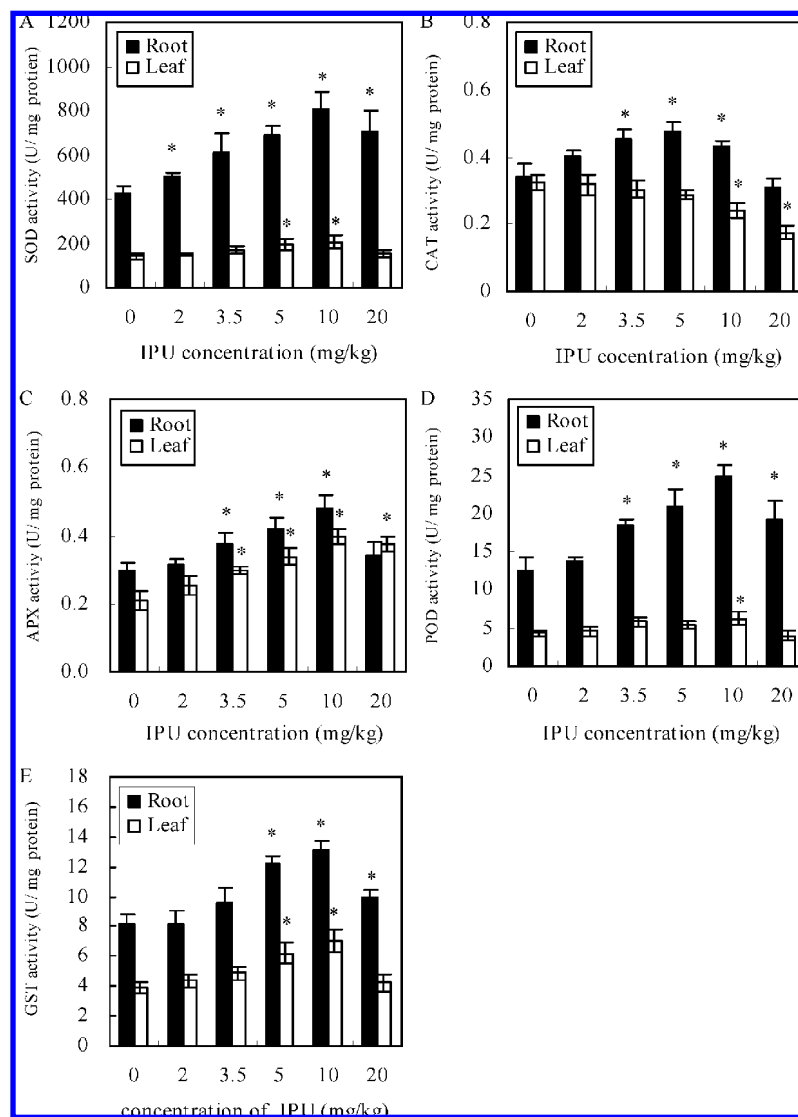 A
SOD activity (U/ mg protien)
1200
1000
800
600
400
200
0
Root
Leaf
* * * * *
* *
0 2 3.5 5 10 20
IPU concentration (mg/kg)
B
CAT activity (U/ mg protein)
0.8
0.6
0.4
0.2
0
Root
Leaf
* * *
* *
0 2 3.5 5 10 20
IPU cocentration (mg/kg)
C
APX activiy (U/ mg protein)
0.8
0.6
0.4
0.2
0.0
Root
Leaf
* * *
* * * *
0 2 3.5 5 10 20
IPU concentration (mg/kg)
D
POD activity (U/ mg protein)
35
30
25
20
15
10
5
0
Root
Leaf
* * * *
*
0 2 3.5 5 10 20
IPU concentration (mg/kg)
E
GST activity (U/ mg protein)
18
16
14
12
10
8
6
4
2
0
Root
Leaf
* * *
* *
0 2 3.5 5 10 20
concentration of IPU (mg/kg)